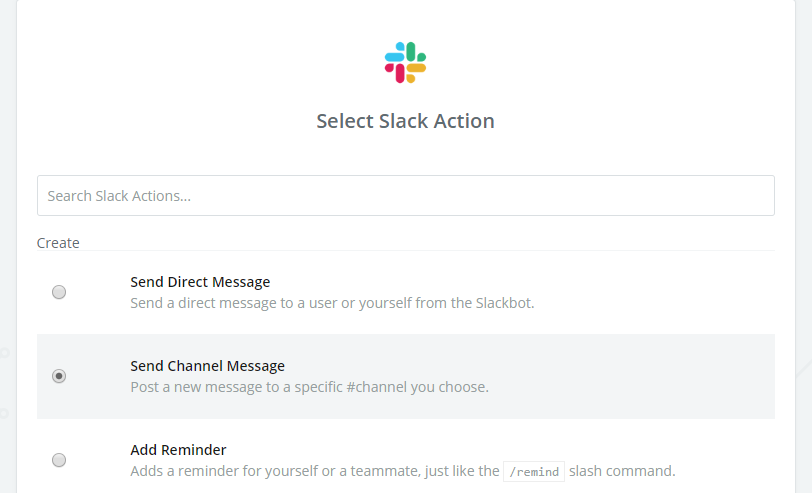 Select Slack Action
Search Slack Actions...
Create
Send Direct Message
Send a direct message to a user or yourself from the Slackbot.
Send Channel Message
Post a new message to a specific #channel you choose.
Add Reminder
Adds a reminder for yourself or a teammate, just like the /remind slash command.